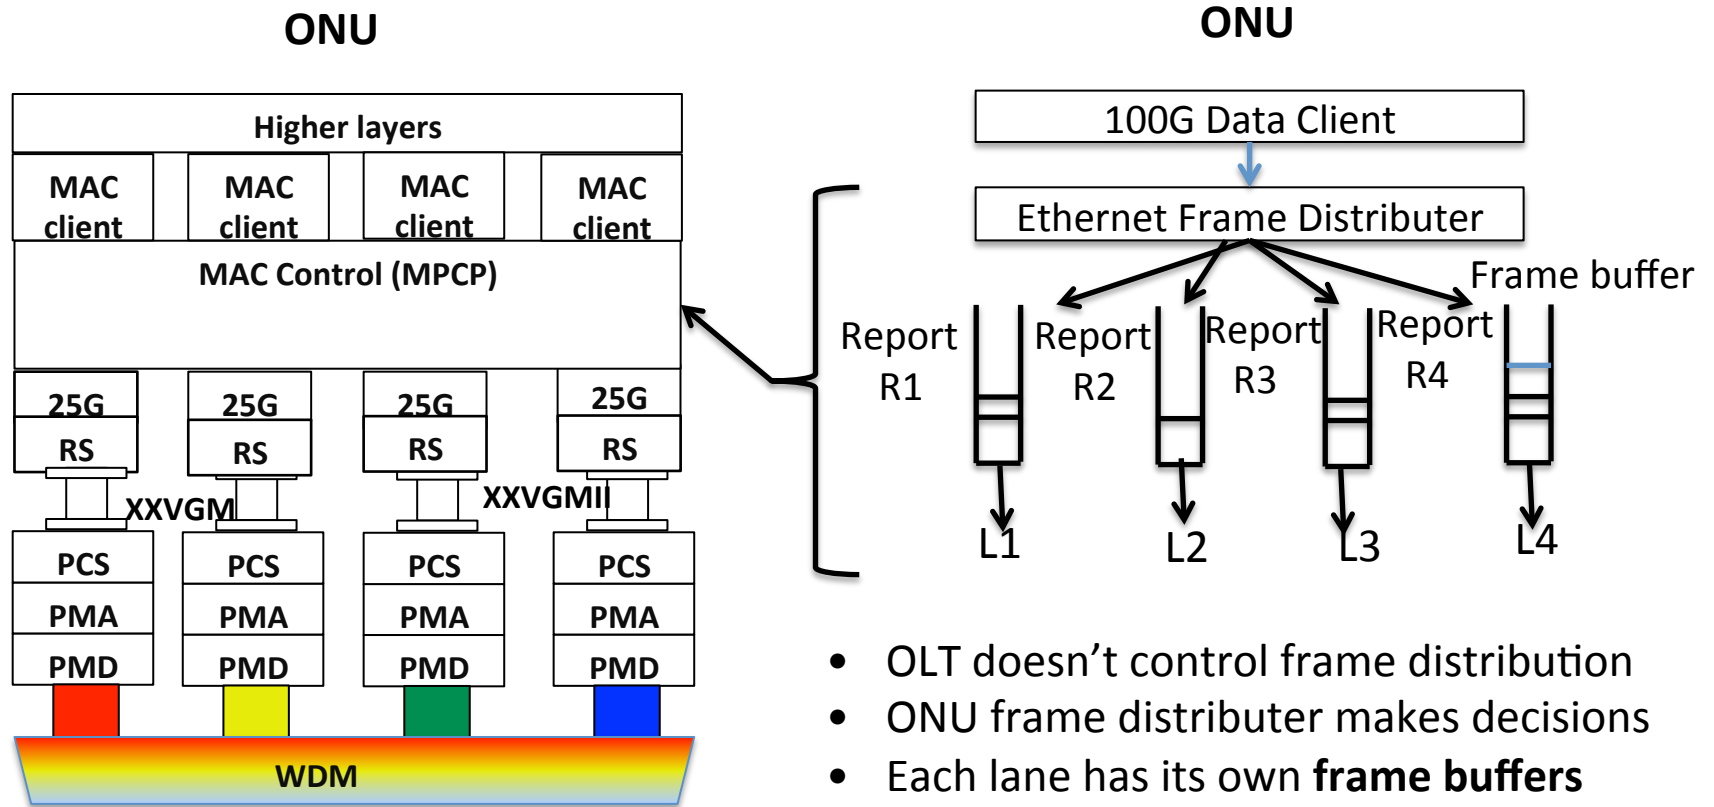 ONU
Higher layers
MAC client
MAC client
MAC client
MAC client
MAC Control (MPCP)
25G
25G
25G
25G
RS
RS
RS
RS
XXVGM
XXVGMII
PCS
PCS
PCS
PCS
PMA
PMA
PMA
PMA
PMD
PMD
PMD
PMD
WDM
ONU
100G Data Client
Ethernet Frame Distributer
Frame buffer
Report R1
Report R2
Report R3
Report R4
L1
L2
L3
L4
• OLT doesn’t control frame distribution
• ONU frame distributer makes decisions
• Each lane has its own frame buffers